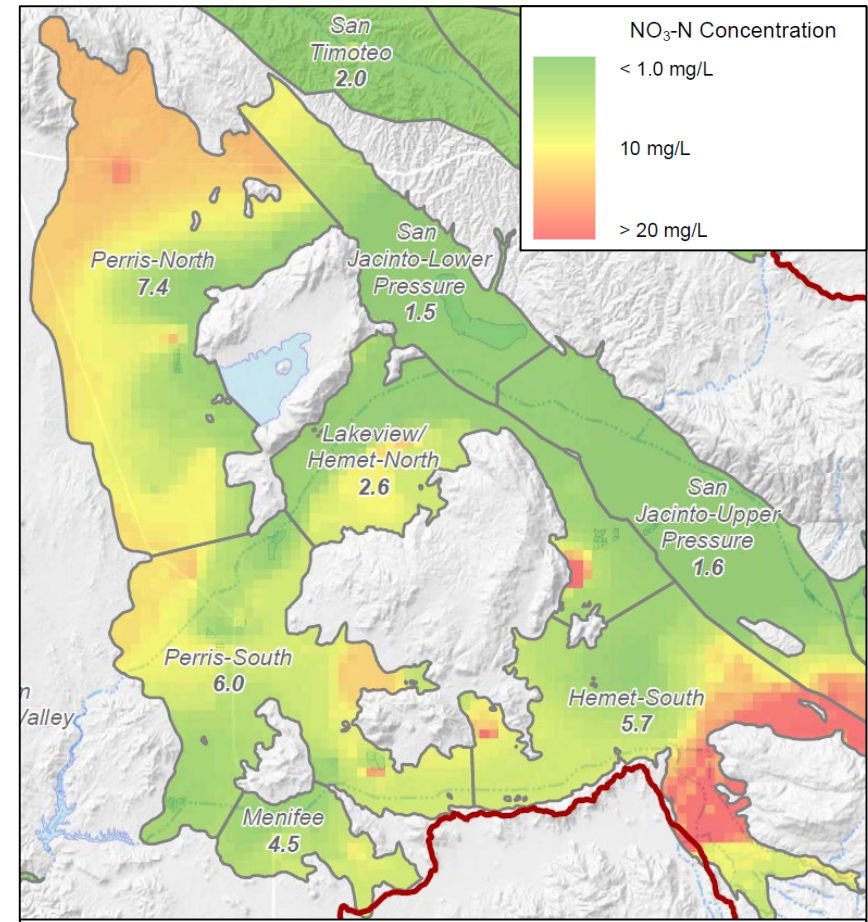 San
Timoteo
2.0
NO₃-N Concentration
< 1.0 mg/L
10 mg/L
> 20 mg/L
Perris-North
7.4
San
Jacinto-Lower
Pressure
1.5
Lakeview/
Hemet-North
2.6
San
Jacinto-Upper
Pressure
1.6
Perris-South
6.0
Hemet-South
5.7
Valley
Menifee
4.5